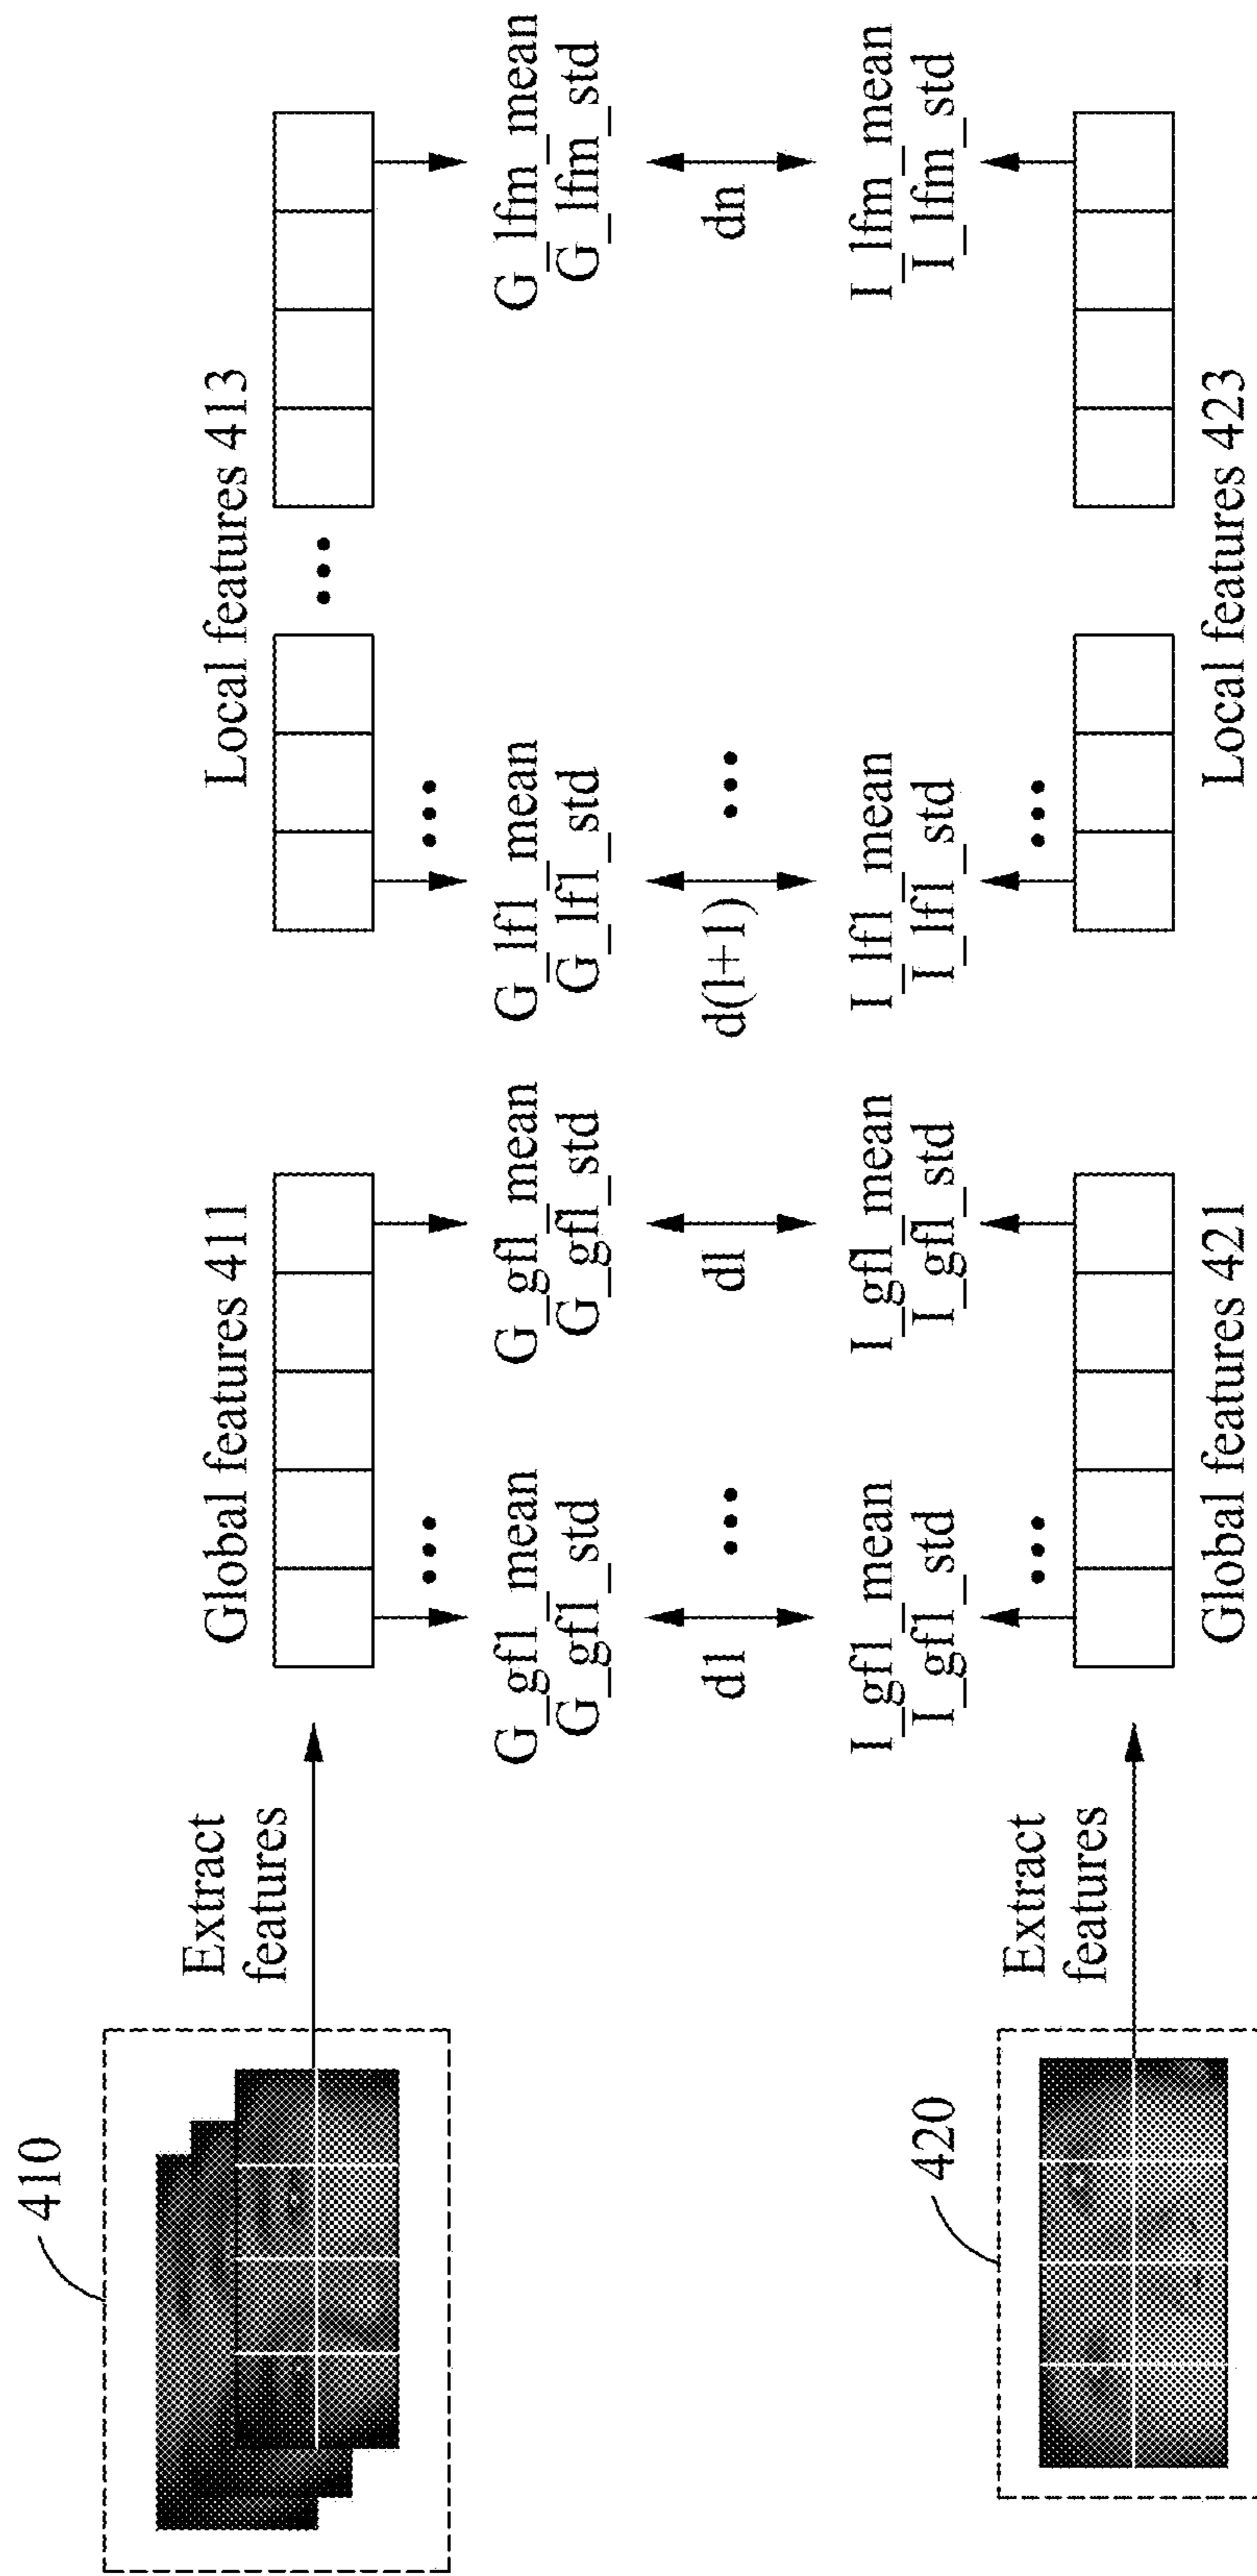 410
Extract
features
Global features 411
Local features 413
G_gf1_mean
G_gf1_std
G_gfl_mean
G_gfl_std
G_lf1_mean
G_lf1_std
G_lfm_mean
G_lfm_std
d1
dl
d(l+1)
dn
I_gf1_mean
I_gf1_std
I_gfl_mean
I_gfl_std
I_lf1_mean
I_lf1_std
I_lfm_mean
I_lfm_std
420
Extract
features
Global features 421
Local features 423